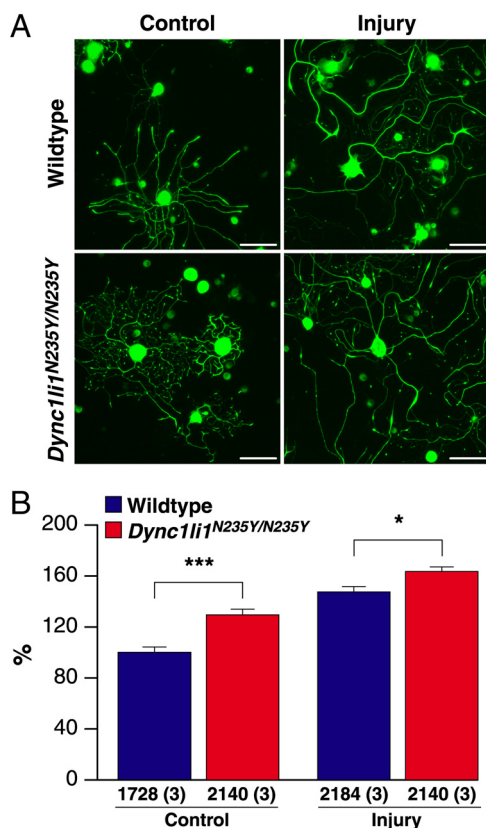 A
Control
Injury
Wildtype
Dync1li1N235Y/N235Y
B
Wildtype
Dync1li1N235Y/N235Y
%
200
160
120
80
40
0
***
*
1728 (3) 2140 (3) 2184 (3) 2140 (3)
Control Injury